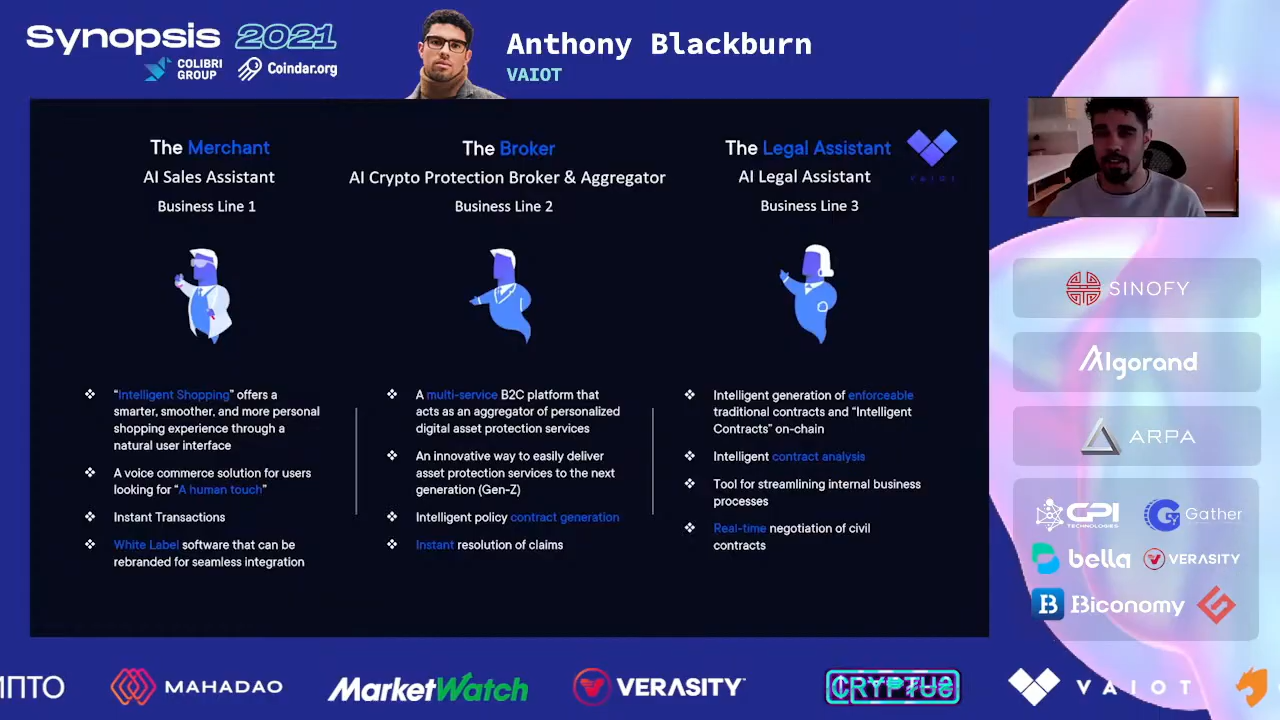 Synopsis 2021
COLIBRI
GROUP
Coindar.org
Anthony Blackburn
VAIOT
The Merchant
AI Sales Assistant
Business Line 1
The Broker
AI Crypto Protection Broker & Aggregator
Business Line 2
The Legal Assistant
AI Legal Assistant
Business Line 3
VAIOT
“Intelligent Shopping” offers a
smarter, smoother, and more personal
shopping experience through a
natural user interface
A voice commerce solution for users
looking for “A human touch”
Instant Transactions
White Label software that can be
rebranded for seamless integration
A multi-service B2C platform that
acts as an aggregator of personalized
digital asset protection services
An innovative way to easily deliver
asset protection services to the next
generation (Gen-Z)
Intelligent policy contract generation
Instant resolution of claims
Intelligent generation of enforceable
traditional contracts and “Intelligent
Contracts” on-chain
Intelligent contract analysis
Tool for streamlining internal business
processes
Real-time negotiation of civil
contracts
SINOFY
Algorand
ARPA
CPI
TECHNOLOGIES
Gather
bella
VERASITY
Biconomy
ИПТО
MAHADAO
MarketWatch
VERASITY
CRYPTUS
VAIOT